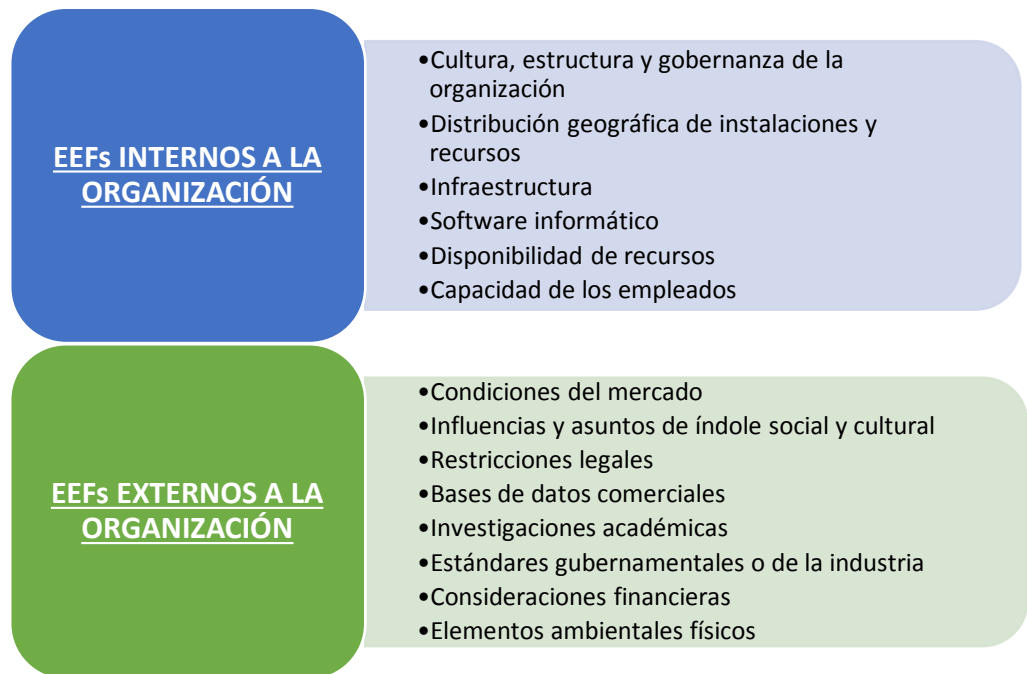 EEFs INTERNOS A LA
ORGANIZACIÓN
•Cultura, estructura y gobernanza de la
organización
•Distribución geográfica de instalaciones y
recursos
•Infraestructura
•Software informático
•Disponibilidad de recursos
•Capacidad de los empleados
EEFs EXTERNOS A LA
ORGANIZACIÓN
•Condiciones del mercado
•Influencias y asuntos de índole social y cultural
•Restricciones legales
•Bases de datos comerciales
•Investigaciones académicas
•Estándares gubernamentales o de la industria
•Consideraciones financieras
•Elementos ambientales físicos